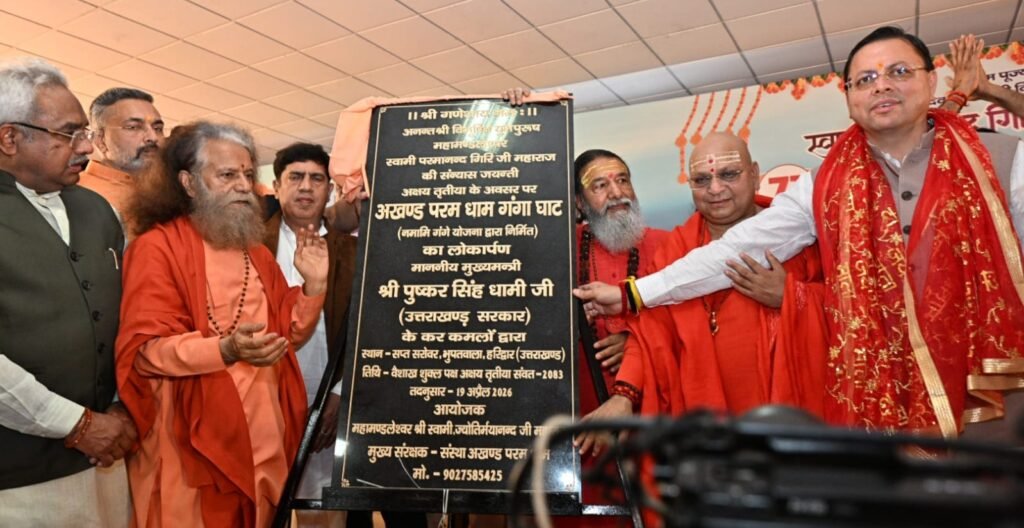 ।। श्री गणेशाय नमः ।।
अनन्तश्री विभूषित युगपुरूष
महामण्डलेश्वर
स्वामी परमानन्द गिरि जी महाराज
की संन्यास जयन्ती
अक्षय तृतीया के अवसर पर
अखण्ड परम धाम गंगा घाट
(नमामि गंगे योजना द्वारा निर्मित)
का लोकार्पण
माननीय मुख्यमन्त्री
श्री पुष्कर सिंह धामी जी
(उत्तराखण्ड सरकार)
के कर कमलों द्वारा
स्थान - सप्त सरोवर, भुपतवाला, हरिद्वार (उत्तराखण्ड)
तिथि - वैशाख शुक्ल पक्ष अक्षय तृतीया संवत - 2083
तदनुसार - 19 अप्रैल 2026
आयोजक
महामण्डलेश्वर श्री स्वामी ज्योतिर्मयानन्द जी
मुख्य संरक्षक - संस्था अखण्ड परम
मो. - 9027585425